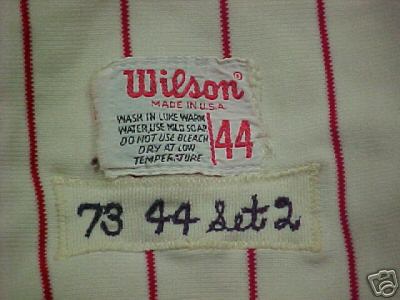 Wilson®
MADE IN U.S.A.
WASH IN LUKE WARM
WATER, USE MILD SOAP
DO NOT USE BLEACH
DRY AT LOW
TEMPERATURE
44
73 44 Set 2
ebY